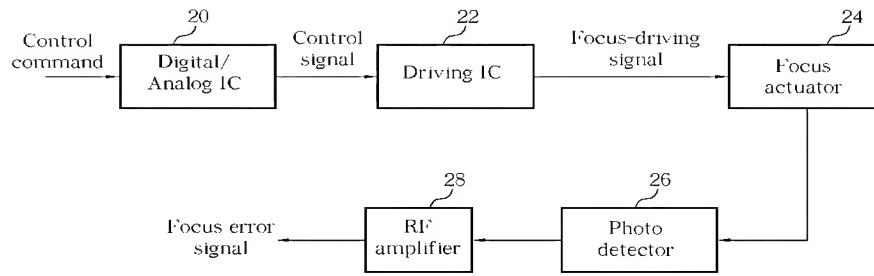 20
22
24
Control
command
Digital/
Analog IC
Control
signal
Driving IC
Focus-driving
signal
Focus
actuator
28
26
Focus error
signal
RF
amplifier
Photo
detector